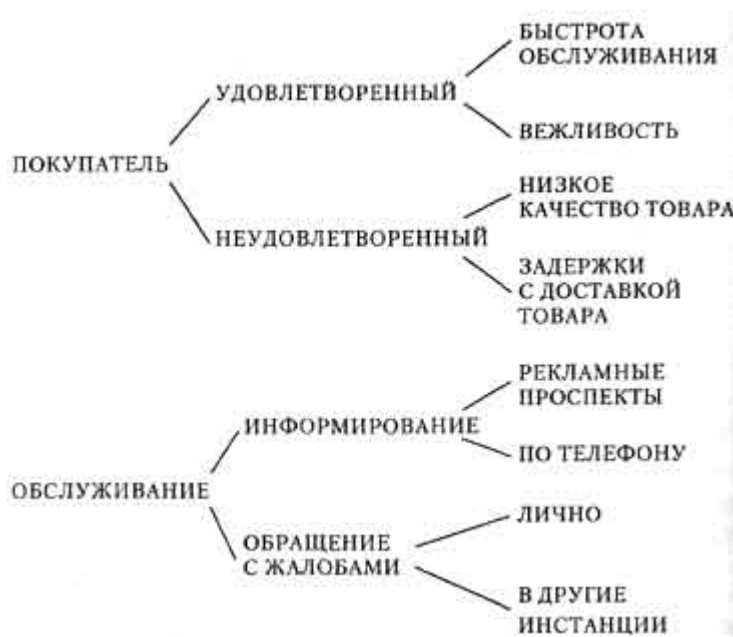 ПОКУПАТЕЛЬ
УДОВЛЕТВОРЕННЫЙ
БЫСТРОТА
ОБСЛУЖИВАНИЯ
ВЕЖЛИВОСТЬ
НЕУДОВЛЕТВОРЕННЫЙ
НИЗКОЕ
КАЧЕСТВО ТОВАРА
ЗАДЕРЖКИ
С ДОСТАВКОЙ
ТОВАРА
ОБСЛУЖИВАНИЕ
ИНФОРМИРОВАНИЕ
РЕКЛАМНЫЕ
ПРОСПЕКТЫ
ПО ТЕЛЕФОНУ
ОБРАЩЕНИЕ
С ЖАЛОБАМИ
ЛИЧНО
В ДРУГИЕ
ИНСТАНЦИИ